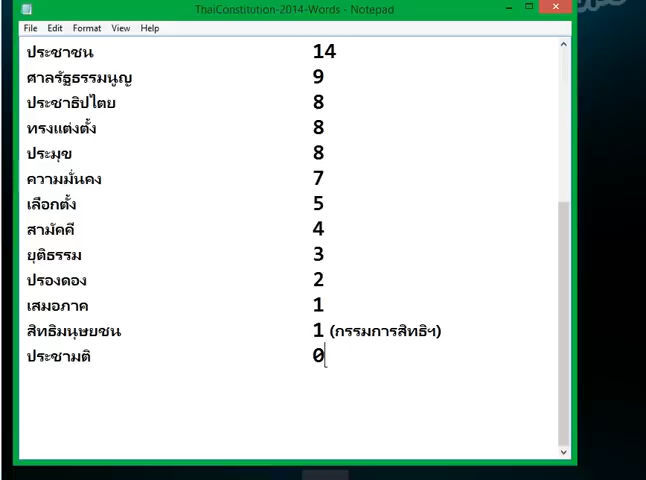 ThaiConstitution-2014-Words - Notepad
File Edit Format View Help
ประชาชน 14
ศาลรัฐธรรมนูญ 9
ประชาธิปไตย 8
ทรงแต่งตั้ง 8
ประมุข 8
ความมั่นคง 7
เลือกตั้ง 5
สามัคคี 4
ยุติธรรม 3
ปรองดอง 2
เสมอภาค 1
สิทธิมนุษยชน 1 (กรรมการสิทธิฯ)
ประชามติ 0